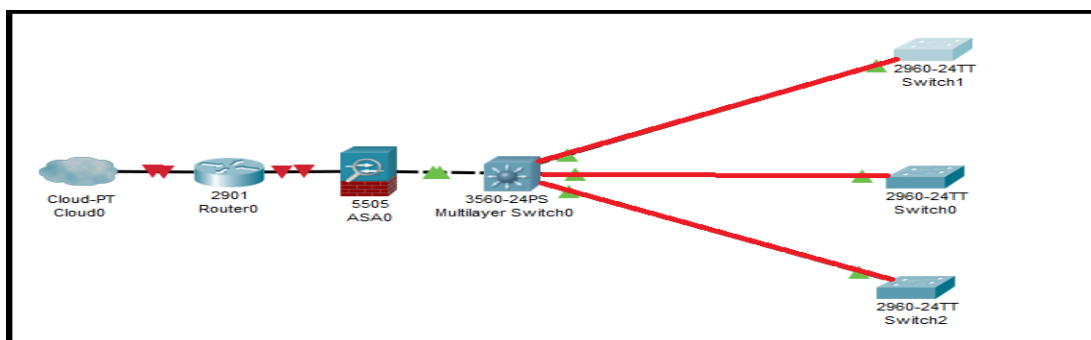 Cloud-PT
Cloud0
2901
Router0
5505
ASA0
3560-24PS
Multilayer Switch0
2960-24TT
Switch1
2960-24TT
Switch0
2960-24TT
Switch2